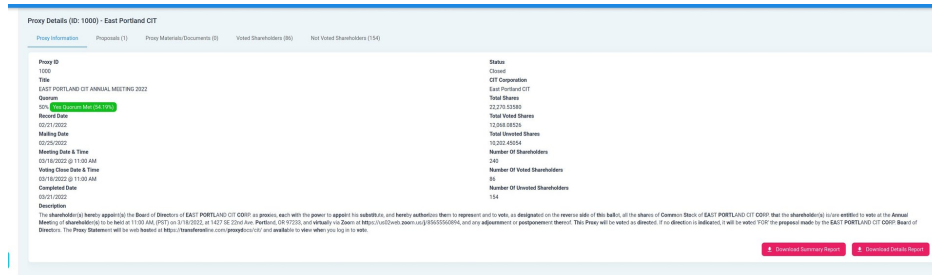 Proxy Details (ID: 1000) - East Portland CIT
Proxy Information Proposals (1) Proxy Materials/Documents (0) Voted Shareholders (86) Not Voted Shareholders (154)
Proxy ID
1000
Title
EAST PORTLAND CIT ANNUAL MEETING 2022
Quorum
50% Yes Quorum Met (54.19%)
Record Date
02/21/2022
Mailing Date
02/25/2022
Meeting Date & Time
03/18/2022 @ 11:00 AM
Voting Close Date & Time
03/18/2022 @ 11:00 AM
Completed Date
03/21/2022
Status
Closed
CIT Corporation
East Portland CIT
Total Shares
22,270.53580
Total Voted Shares
12,068.08526
Total Unvoted Shares
10,202.45054
Number Of Shareholders
240
Number Of Voted Shareholders
86
Number Of Unvoted Shareholders
154
Description
The shareholder(s) hereby appoint(s) the Board of Directors of EAST PORTLAND CIT CORP. as proxies, each with the power to appoint his substitute, and hereby authorizes them to represent and to vote, as designated on the reverse side of this ballot, all the shares of Common Stock of EAST PORTLAND CIT CORP. that the shareholder(s) is/are entitled to vote at the Annual
Meeting of shareholder(s) to be held at 11:00 AM, (PST) on 3/18/2022, at 1427 SE 22nd Ave. Portland, OR 97233, and virtually via Zoom at https://us02web.zoom.us/j/85655560894, and any adjournment or postponement thereof. This Proxy will be voted as directed. If no direction is indicated, it will be voted 'FOR' the proposal made by the EAST PORTLAND CIT CORP. Board of
Directors. The Proxy Statement will be web hosted at https://transferonline.com/proxydocs/cit/ and available to view when you log in to vote.
Download Summary Report Download Details Report